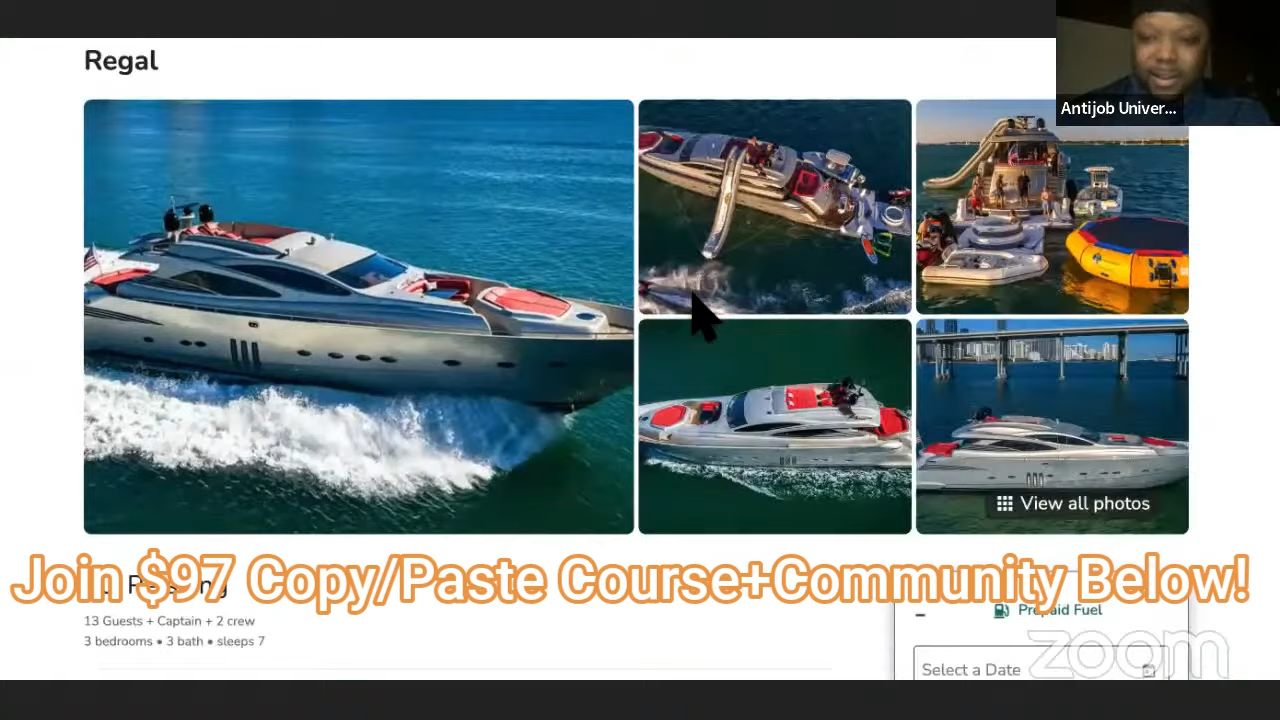 Regal
Antijob Univer...
View all photos
Join $97 Copy/Paste Course+Community Below!
13 Guests + Captain + 2 crew
3 bedrooms • 3 bath • sleeps 7
Prepaid Fuel
Select a Date
zoom